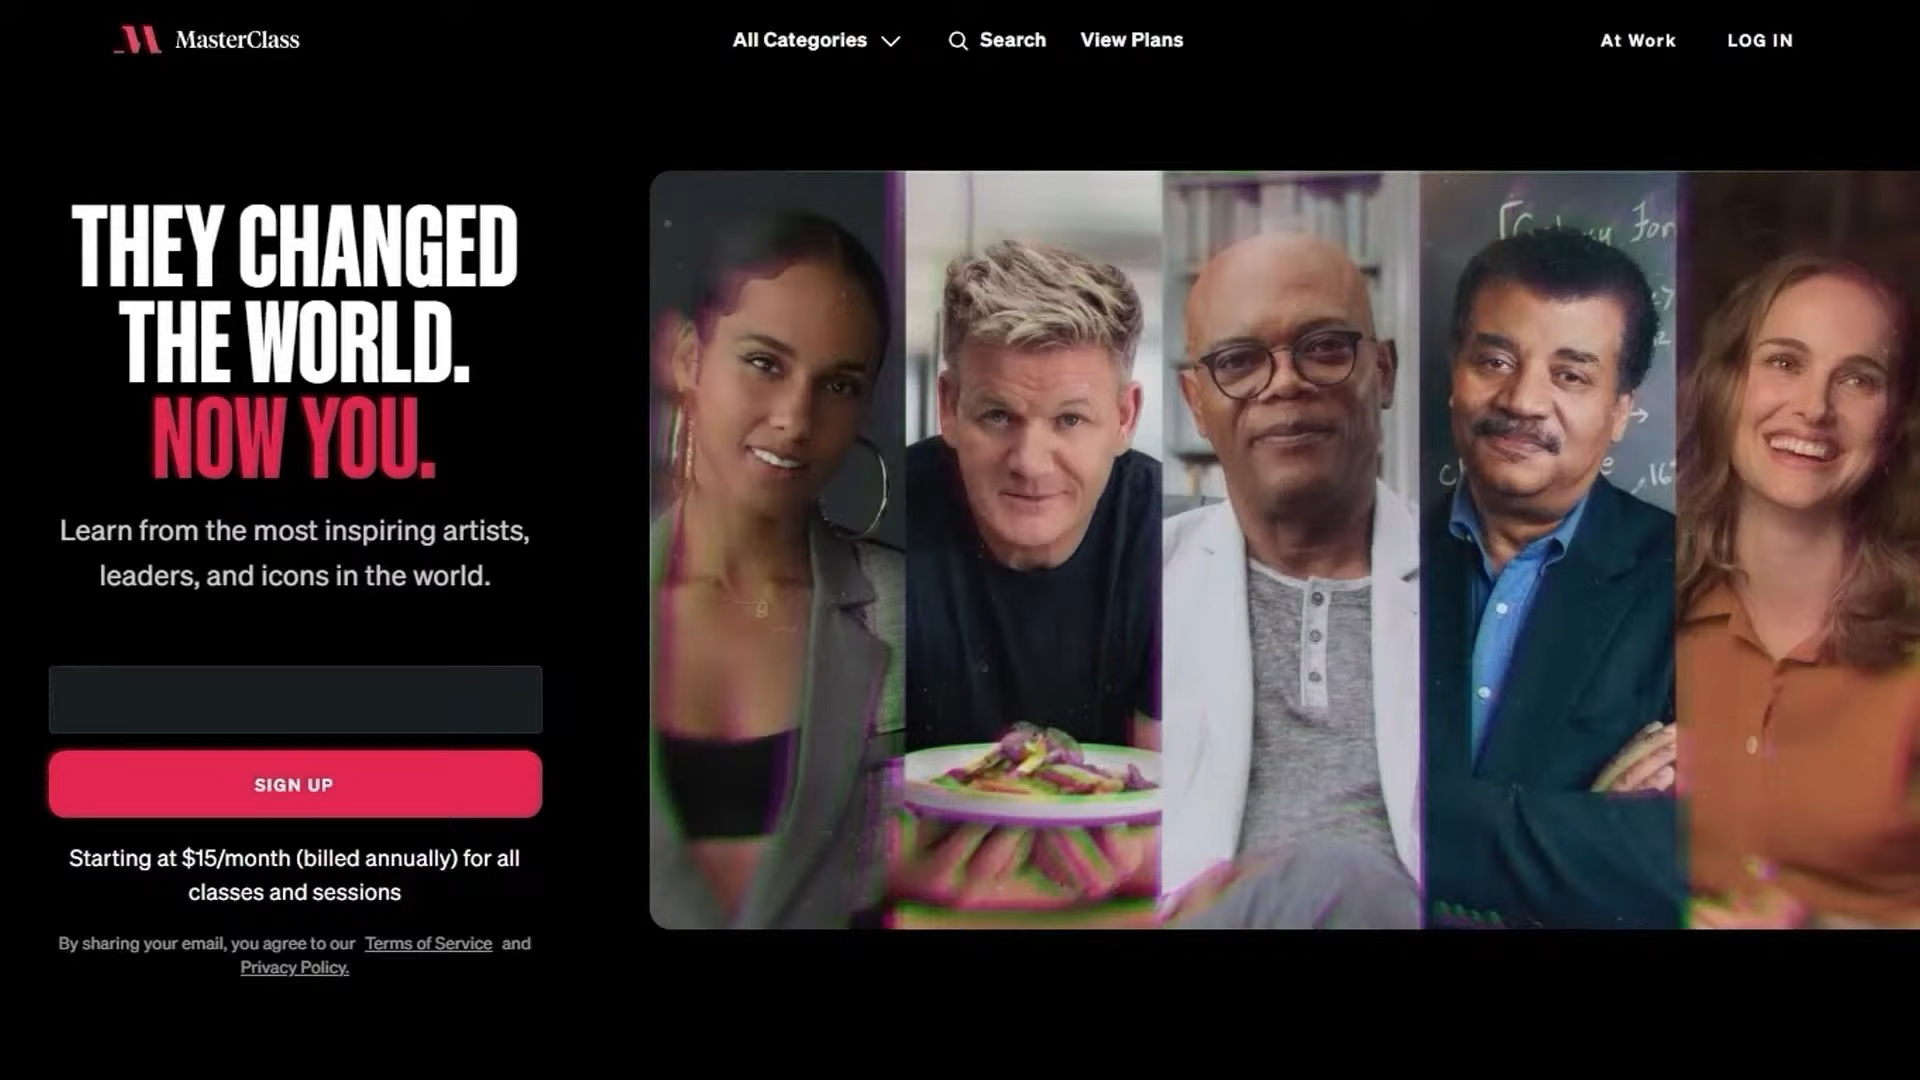 MasterClass
All Categories
Search
View Plans
At Work
LOG IN
THEY CHANGED
THE WORLD.
NOW YOU.
Learn from the most inspiring artists,
leaders, and icons in the world.
SIGN UP
Starting at $15/month (billed annually) for all
classes and sessions
By sharing your email, you agree to our Terms of Service and
Privacy Policy.